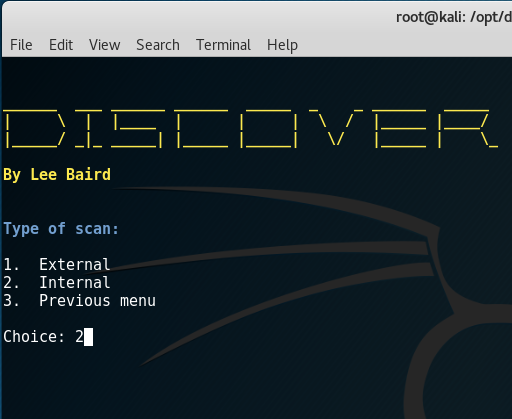 root@kali: /opt/d
File Edit View Search Terminal Help
DISCOVER
By Lee Baird
Type of scan:
1. External
2. Internal
3. Previous menu
Choice: 2